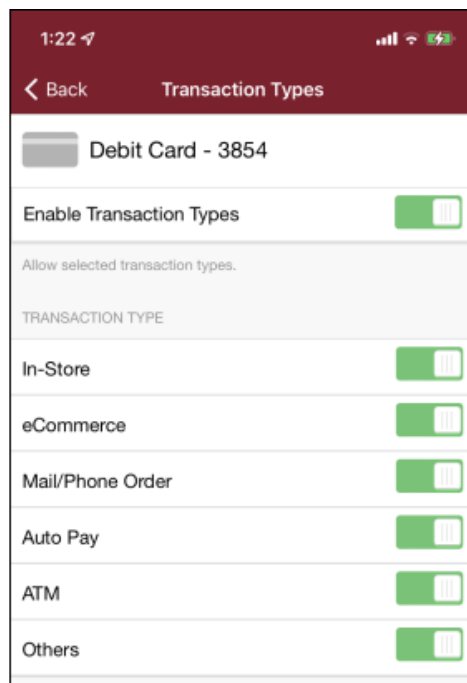 1:22
Back Transaction Types
Debit Card - 3854
Enable Transaction Types
Allow selected transaction types.
TRANSACTION TYPE
In-Store
eCommerce
Mail/Phone Order
Auto Pay
ATM
Others